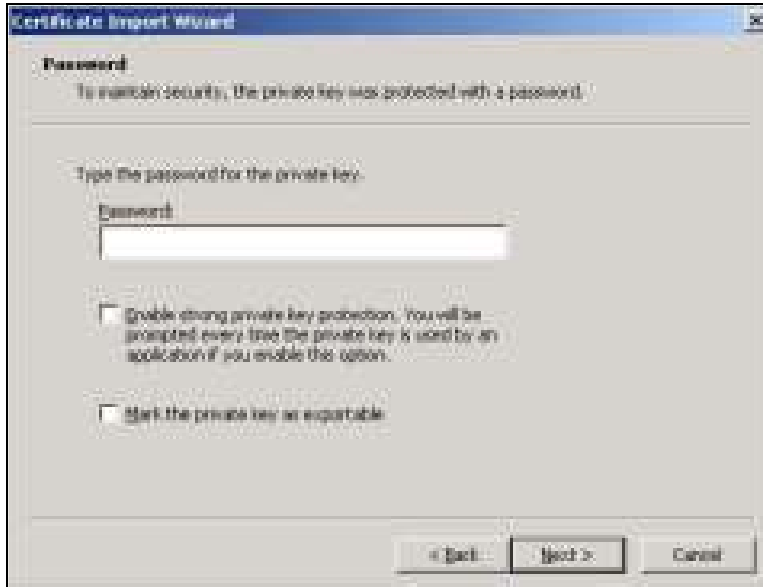 Certificate Import Wizard
Password
To maintain security, the private key was protected with a password.
Type the password for the private key.
Password:
Enable strong private key protection. You will be
prompted every time the private key is used by an
application if you enable this option.
Mark the private key as exportable
< Back
Next >
Cancel